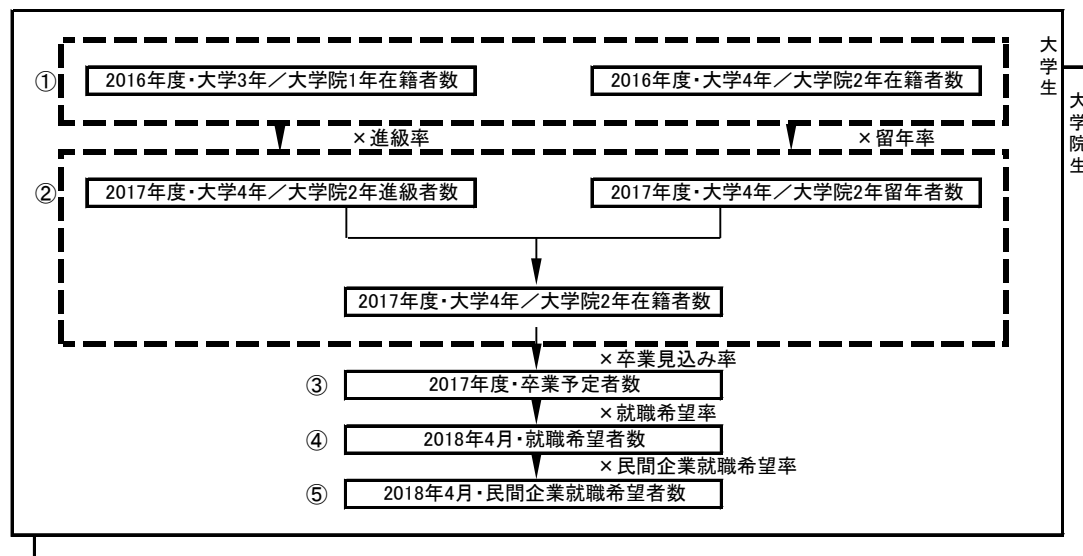 大学生
大学院生
①
2016年度・大学3年／大学院1年在籍者数
2016年度・大学4年／大学院2年在籍者数
×進級率
×留年率
②
2017年度・大学4年／大学院2年進級者数
2017年度・大学4年／大学院2年留年者数
2017年度・大学4年／大学院2年在籍者数
×卒業見込み率
③
2017年度・卒業予定者数
×就職希望率
④
2018年4月・就職希望者数
×民間企業就職希望率
⑤
2018年4月・民間企業就職希望者数